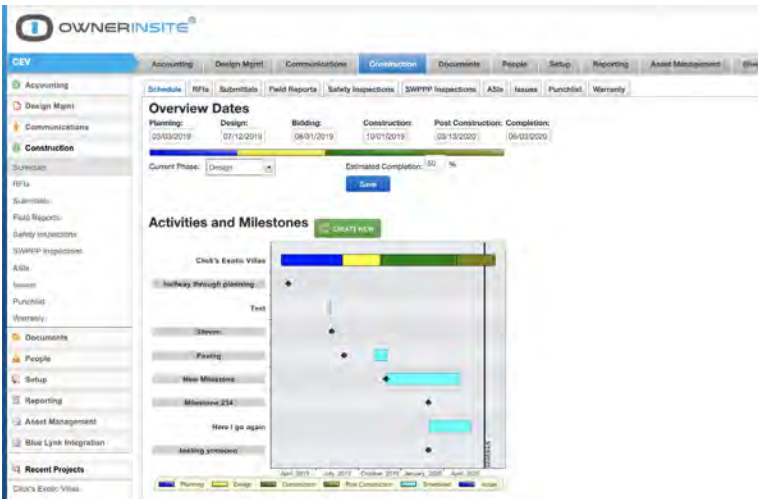 OWNERINSITE®
CEV
Accounting Design Mgmt Communications Construction Documents People Setup Reporting Asset Management Blue
Accounting
Design Mgmt
Communications
Construction
Schedule
RFIs
Submittals
Field Reports
Safety Inspections
SWPPP Inspections
ASIs
Issues
Punchlist
Warranty
Documents
People
Setup
Reporting
Asset Management
Blue Lynk Integration
Recent Projects
Click's Exotic Villas
Schedule RFIs Submittals Field Reports Safety Inspections SWPPP Inspections ASIs Issues Punchlist Warranty
Overview Dates
Planning: Design: Bidding: Construction: Post Construction: Completion:
03/03/2019 07/12/2019 08/31/2019 10/01/2019 03/13/2020 06/03/2020
Current Phase: Design Estimated Completion: 50 %
Save
Activities and Milestones CREATE NEW
Click's Exotic Villas
halfway through planning
Test
Steven
Paving
New Milestone
Milestone 234
Here I go again
testing
April, 2019 July, 2019 October, 2019 January, 2020 April, 2020
Planning Design Construction Post Construction Scheduled Actual